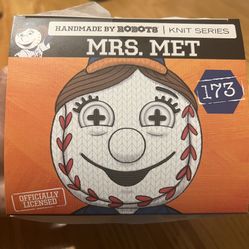 HANDMADE BY ROBOTS | KNIT SERIES
MRS. MET
173
OFFICIALLY
LICENSED